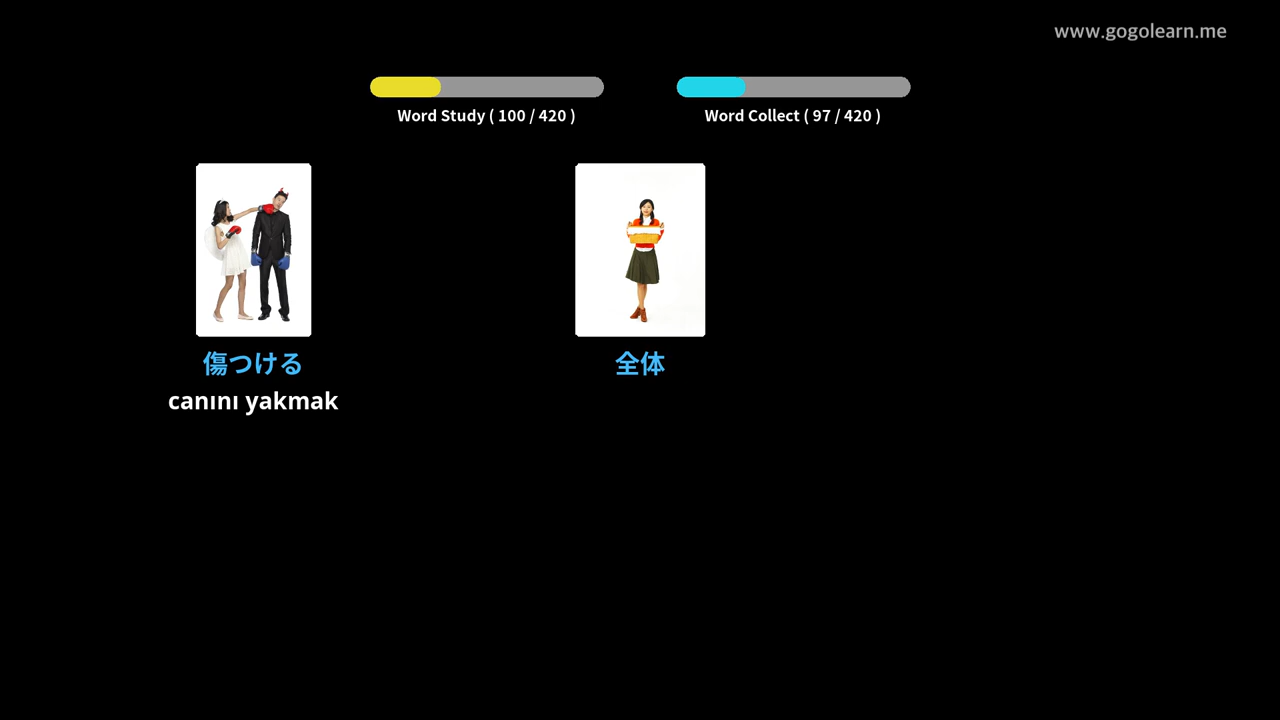 www.gogolearn.me
Word Study ( 100 / 420 )
Word Collect ( 97 / 420 )
傷つける
canını yakmak
全体